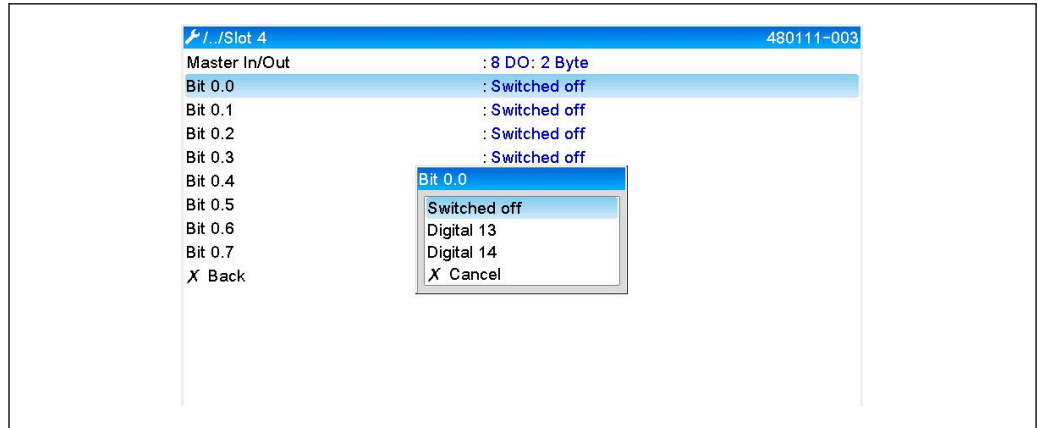 /../Slot 4 480111-003
Master In/Out : 8 DO: 2 Byte
Bit 0.0 : Switched off
Bit 0.1 : Switched off
Bit 0.2 : Switched off
Bit 0.3 : Switched off
Bit 0.4
Bit 0.5
Bit 0.6
Bit 0.7
X Back
Bit 0.0
Switched off
Digital 13
Digital 14
X Cancel